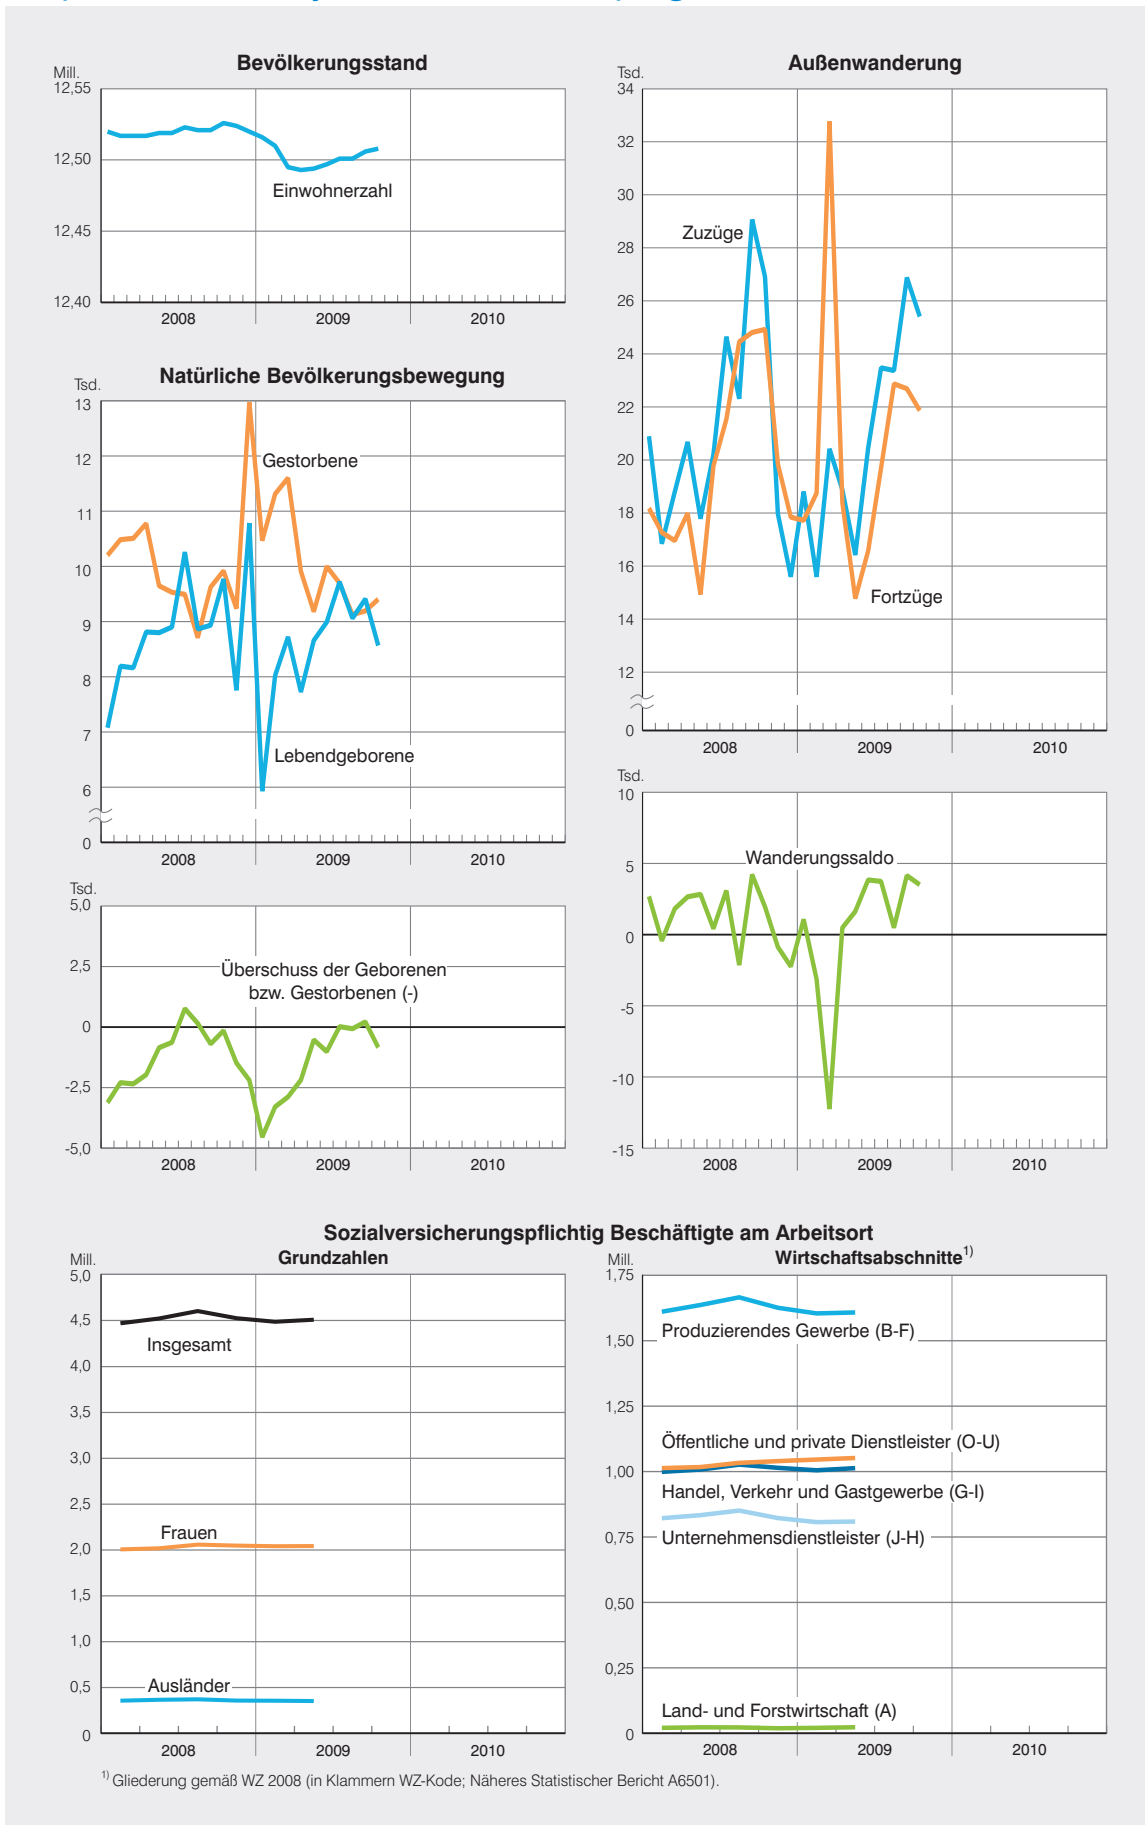 Bevölkerungsstand
Mill.
12,55
12,50
12,45
12,40
Einwohnerzahl
2008 2009 2010
Natürliche Bevölkerungsbewegung
Tsd.
13
12
11
10
9
8
7
6
0
Gestorbene
Lebendgeborene
2008 2009 2010
Tsd.
5,0
2,5
0
-2,5
-5,0
Überschuss der Geborenen
bzw. Gestorbenen (-)
2008 2009 2010
Außenwanderung
Tsd.
34
32
30
28
26
24
22
20
18
16
14
12
0
Zuzüge
Fortzüge
2008 2009 2010
Tsd.
10
5
0
-5
-10
-15
Wanderungssaldo
2008 2009 2010
Sozialversicherungspflichtig Beschäftigte am Arbeitsort
Grundzahlen
Mill.
5,0
4,5
4,0
3,5
3,0
2,5
2,0
1,5
1,0
0,5
0
Insgesamt
Frauen
Ausländer
2008 2009 2010
Wirtschaftsabschnitte1)
Mill.
1,75
1,50
1,25
1,00
0,75
0,50
0,25
0
Produzierendes Gewerbe (B-F)
Öffentliche und private Dienstleister (O-U)
Handel, Verkehr und Gastgewerbe (G-I)
Unternehmensdienstleister (J-H)
Land- und Forstwirtschaft (A)
2008 2009 2010
1) Gliederung gemäß WZ 2008 (in Klammern WZ-Kode; Näheres Statistischer Bericht A6501).